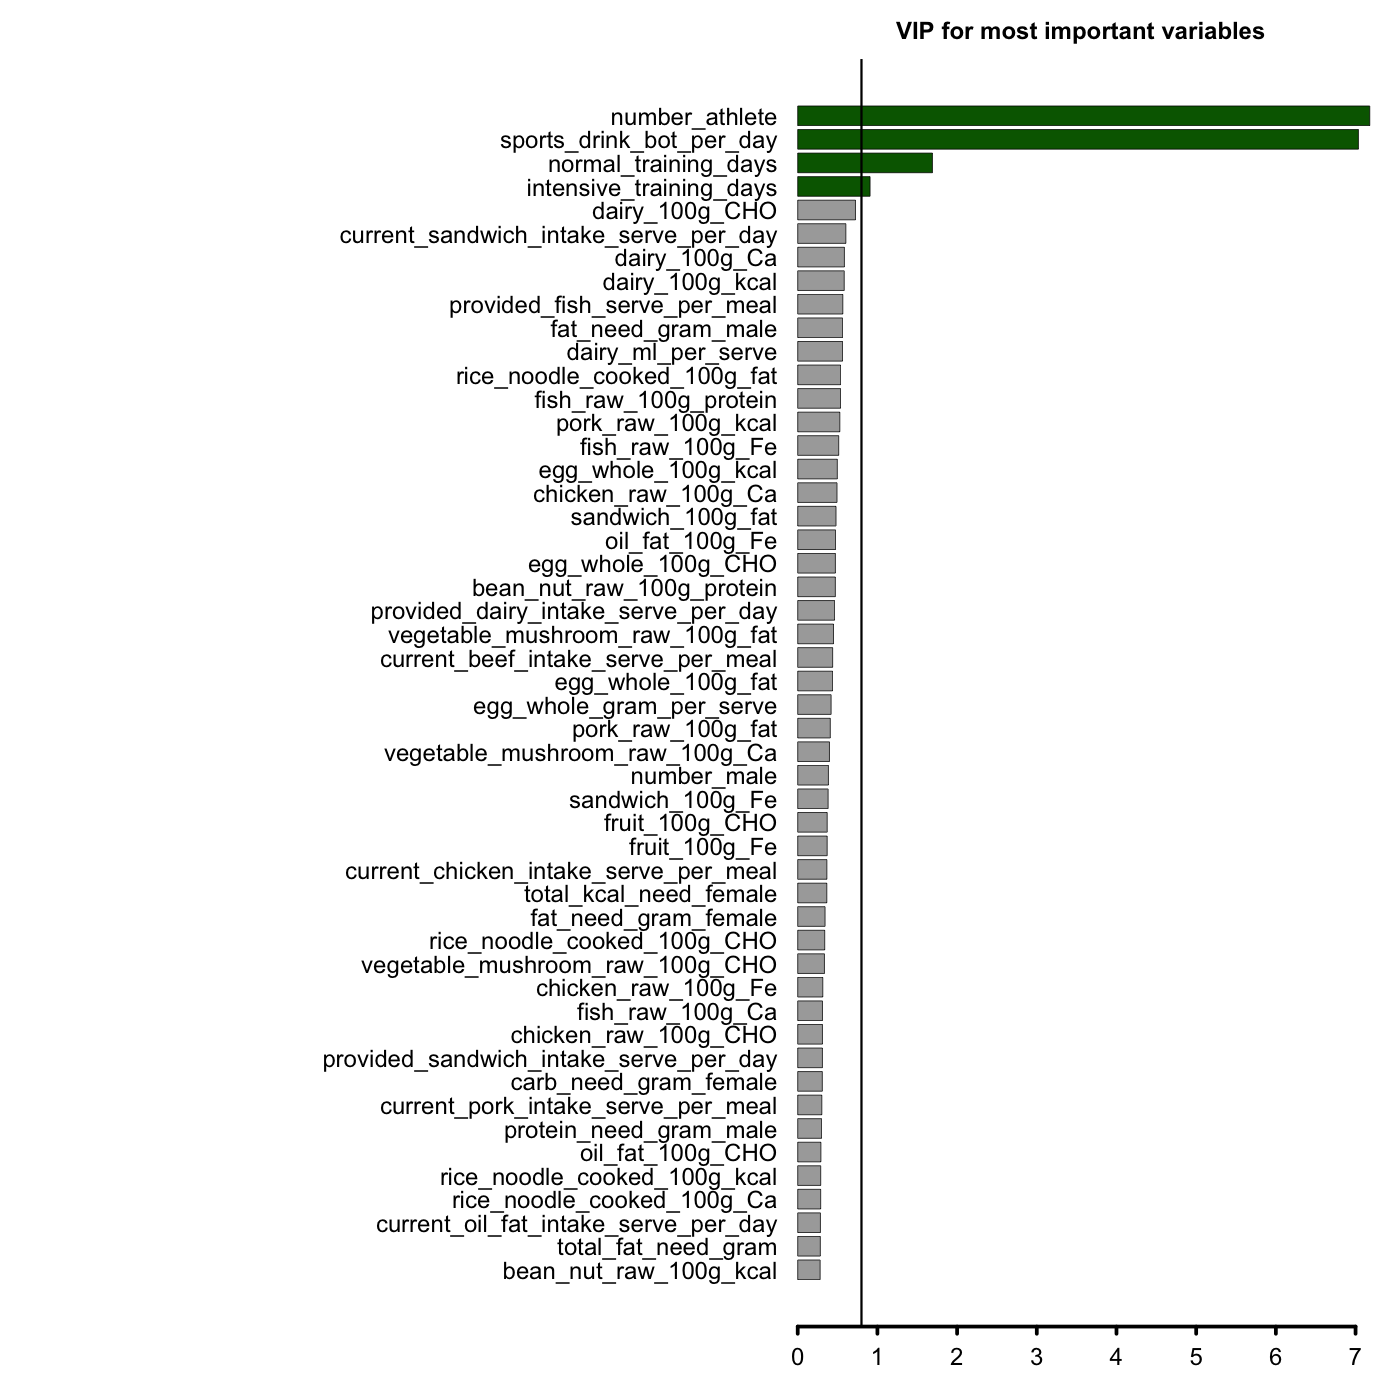 VIP for most important variables
number_athlete
sports_drink_bot_per_day
normal_training_days
intensive_training_days
dairy_100g_CHO
current_sandwich_intake_serve_per_day
dairy_100g_Ca
dairy_100g_kcal
provided_fish_serve_per_meal
fat_need_gram_male
dairy_ml_per_serve
rice_noodle_cooked_100g_fat
fish_raw_100g_protein
pork_raw_100g_kcal
fish_raw_100g_Fe
egg_whole_100g_kcal
chicken_raw_100g_Ca
sandwich_100g_fat
oil_fat_100g_Fe
egg_whole_100g_CHO
bean_nut_raw_100g_protein
provided_dairy_intake_serve_per_day
vegetable_mushroom_raw_100g_fat
current_beef_intake_serve_per_meal
egg_whole_100g_fat
egg_whole_gram_per_serve
pork_raw_100g_fat
vegetable_mushroom_raw_100g_Ca
number_male
sandwich_100g_Fe
fruit_100g_CHO
fruit_100g_Fe
current_chicken_intake_serve_per_meal
total_kcal_need_female
fat_need_gram_female
rice_noodle_cooked_100g_CHO
vegetable_mushroom_raw_100g_CHO
chicken_raw_100g_Fe
fish_raw_100g_Ca
chicken_raw_100g_CHO
provided_sandwich_intake_serve_per_day
carb_need_gram_female
current_pork_intake_serve_per_meal
protein_need_gram_male
oil_fat_100g_CHO
rice_noodle_cooked_100g_kcal
rice_noodle_cooked_100g_Ca
current_oil_fat_intake_serve_per_day
total_fat_need_gram
bean_nut_raw_100g_kcal
0 1 2 3 4 5 6 7